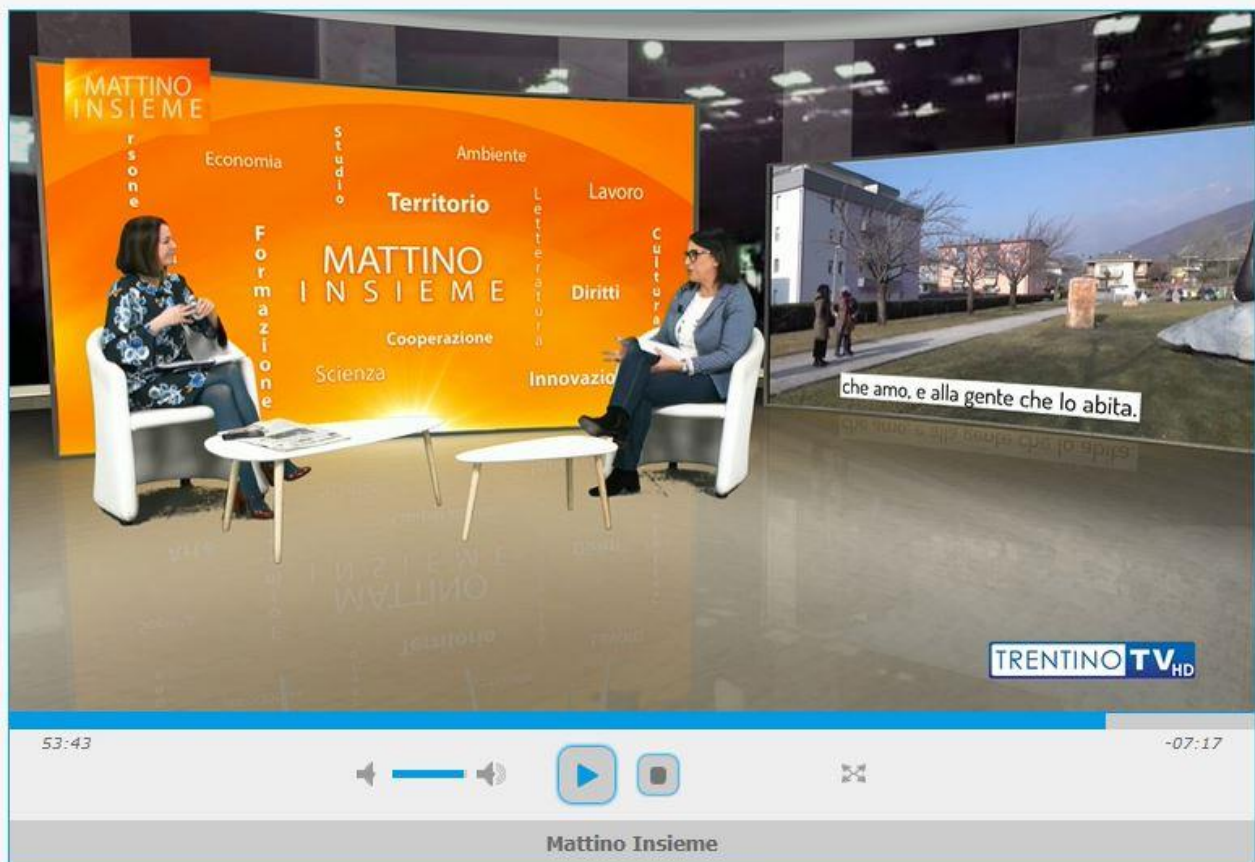 MATTINO
INSIEME
rsone
Economia
Studio
Ambiente
Territorio
Letteratura
Lavoro
Formazione
MATTINO
INSIEME
Cultura
Diritti
Cooperazione
Scienza
Innovazio
che amo, e alla gente che lo abita.
TRENTINO TV HD
53:43
-07:17
Mattino Insieme